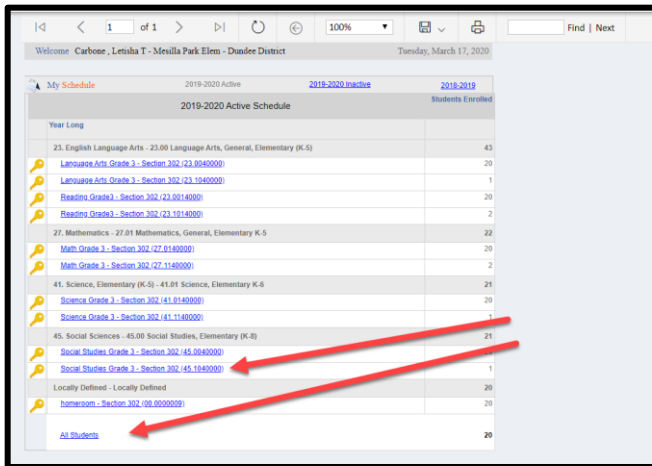 1 of 1 100% Find | Next
Welcome Carbone , Letisha T - Mesilla Park Elem - Dundee District Tuesday, March 17, 2020
My Schedule 2019-2020 Active 2019-2020 Inactive 2018-2019
2019-2020 Active Schedule Students Enrolled
Year Long
23. English Language Arts - 23.00 Language Arts, General, Elementary (K-5) 43
Language Arts Grade 3 - Section 302 (23.0040000) 20
Language Arts Grade 3 - Section 302 (23.1040000) 1
Reading Grade3 - Section 302 (23.0014000) 20
Reading Grade3 - Section 302 (23.1014000) 2
27. Mathematics - 27.01 Mathematics, General, Elementary K-5 22
Math Grade 3 - Section 302 (27.0140000) 20
Math Grade 3 - Section 302 (27.1140000) 2
41. Science, Elementary (K-5) - 41.01 Science, Elementary K-6 21
Science Grade 3 - Section 302 (41.0140000) 20
Science Grade 3 - Section 302 (41.1140000)
45. Social Sciences - 45.00 Social Studies, Elementary (K-8) 21
Social Studies Grade 3 - Section 302 (45.0040000)
Social Studies Grade 3 - Section 302 (45.1040000) 1
Locally Defined - Locally Defined 20
homeroom - Section 302 (00.0000009) 20
All Students 20